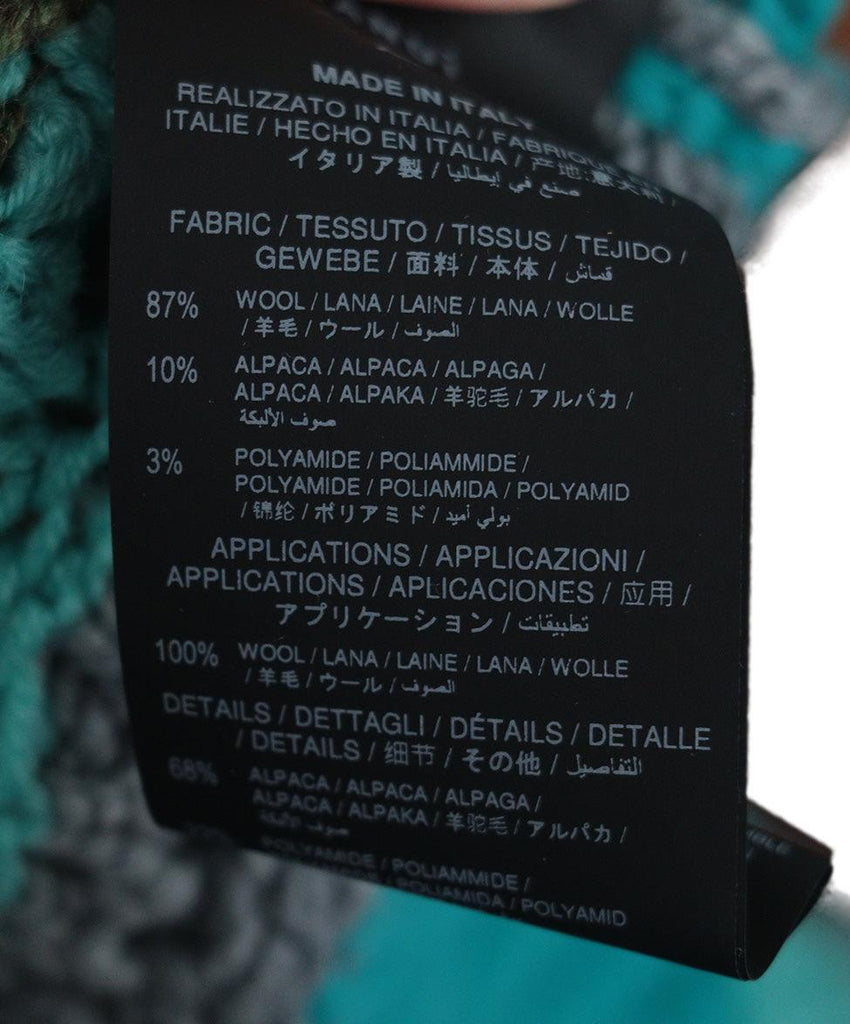 MADE IN ITALY
REALIZZATO IN ITALIA / FABRIQUÉ
ITALIE / HECHO EN ITALIA / 产地:意大利 /
イタリア製 / صنع في إيطاليا
FABRIC / TESSUTO / TISSUS / TEJIDO /
GEWEBE / 面料 / 本体 / قماش
87% WOOL / LANA / LAINE / LANA / WOLLE
/ 羊毛 / ウール / الصوف
10% ALPACA / ALPACA / ALPAGA /
ALPACA / ALPAKA / 羊驼毛 / アルパカ /
صوف الألبكة
3% POLYAMIDE / POLIAMMIDE /
POLYAMIDE / POLIAMIDA / POLYAMID
/ 锦纶 / ポリアミド / بولي أميد
APPLICATIONS / APPLICAZIONI /
APPLICATIONS / APLICACIONES / 应用 /
アプリケーション / تطبيقات
100% WOOL / LANA / LAINE / LANA / WOLLE
/ 羊毛 / ウール / الصوف
DETAILS / DETTAGLI / DÉTAILS / DETALLE
/ DETAILS / 细节 / その他 / التفاصيل
68% ALPACA / ALPACA / ALPAGA /
ALPACA / ALPAKA / 羊驼毛 / アルパカ /
صوف الألبكة
POLYAMIDE / POLIAMMIDE /
POLYAMIDE / POLIAMIDA / POLYAMID